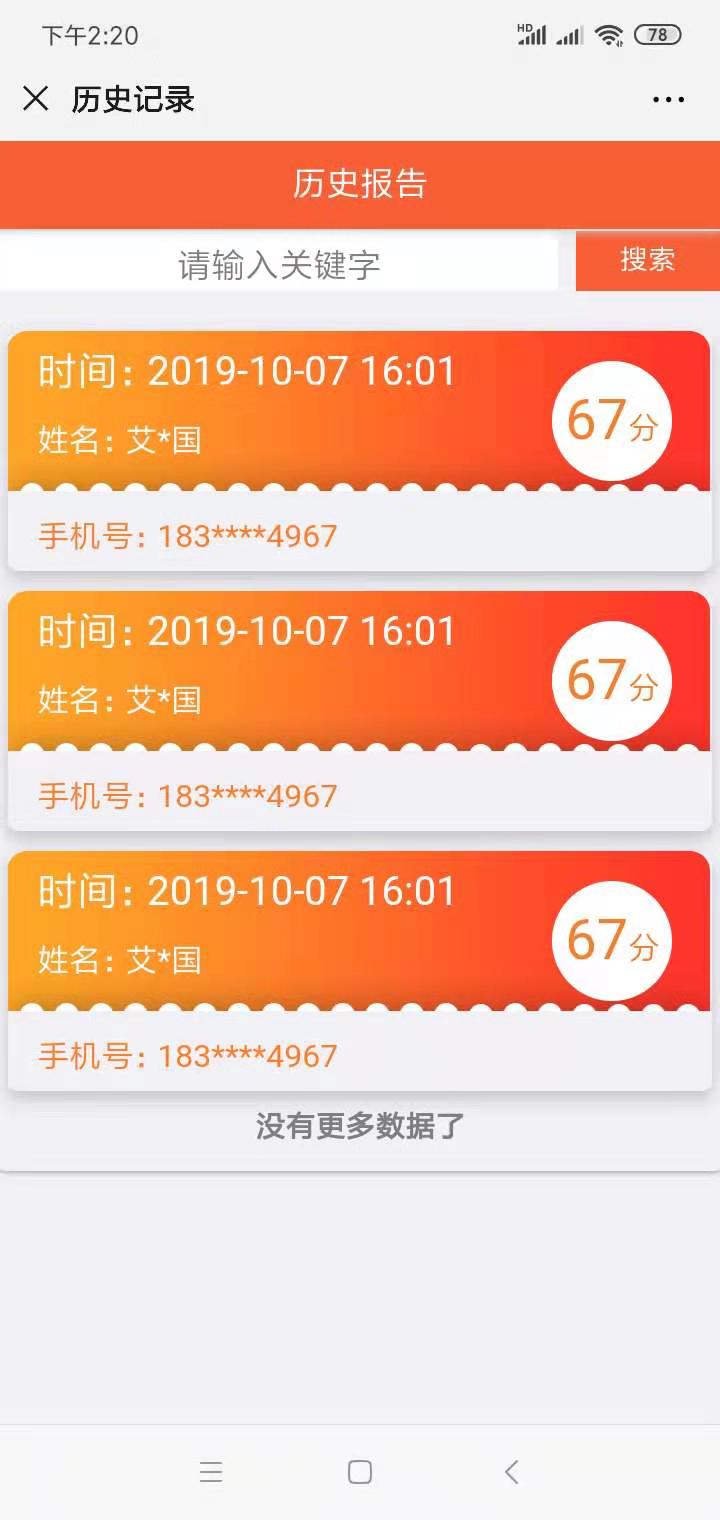 下午2:20
HD
78
历史记录
历史报告
请输入关键字
搜索
时间：2019-10-07 16:01
67分
姓名：艾*国
手机号：183****4967
时间：2019-10-07 16:01
67分
姓名：艾*国
手机号：183****4967
时间：2019-10-07 16:01
67分
姓名：艾*国
手机号：183****4967
没有更多数据了